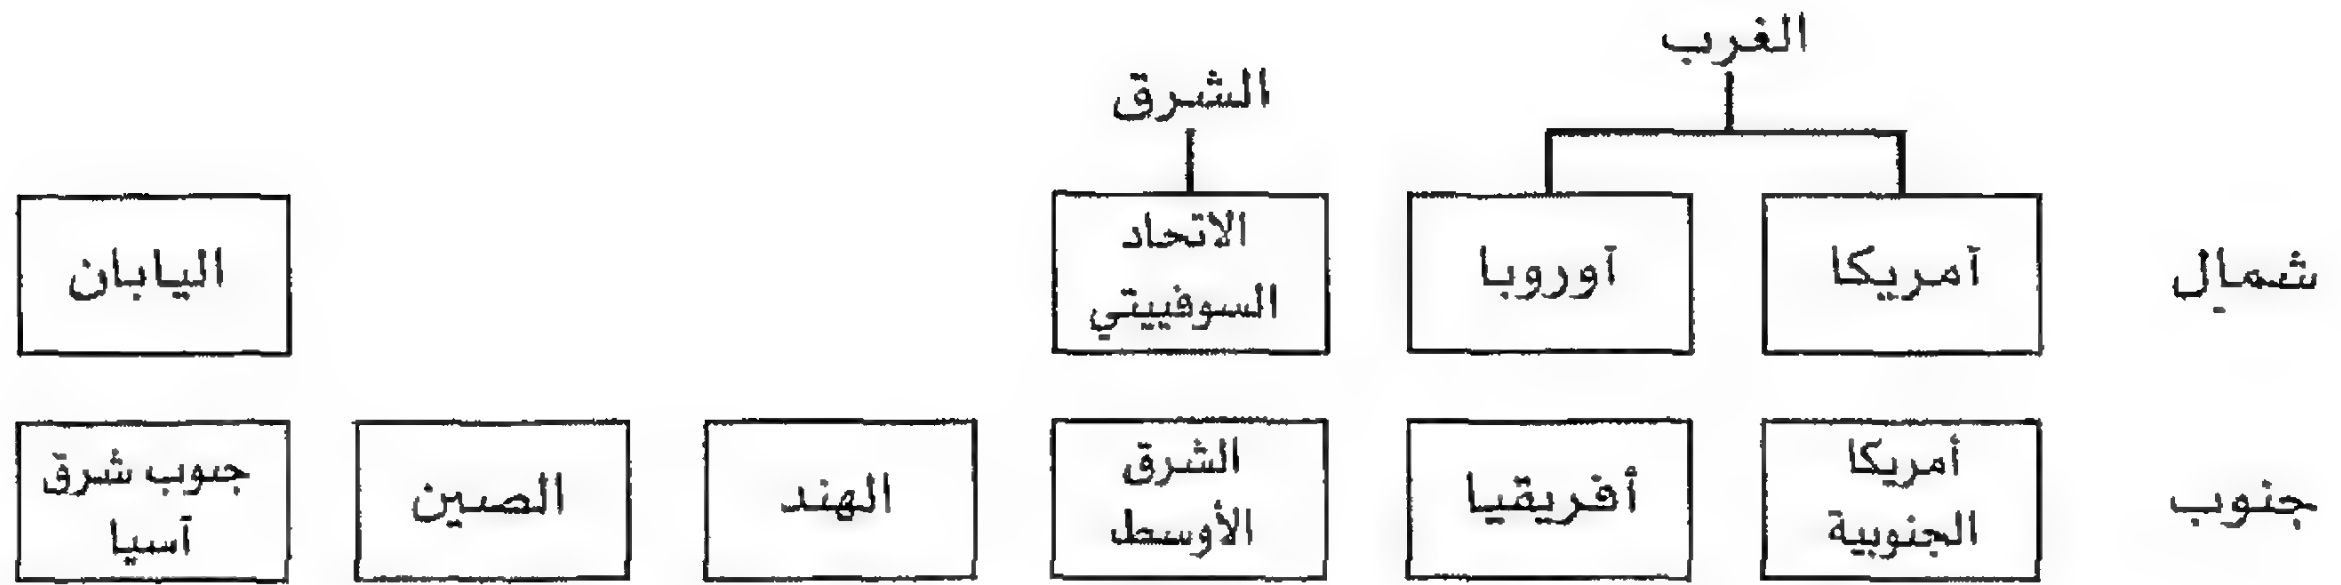 الغرب
الشرق
شمال
آمريكا
آوروبا
الاتحاد
السوفييتي
اليابان
جنوب
أمريكا
الجنوبية
أفريقيا
الشرق
الأوسط
الهند
الصين
جنوب شرق
آسيا